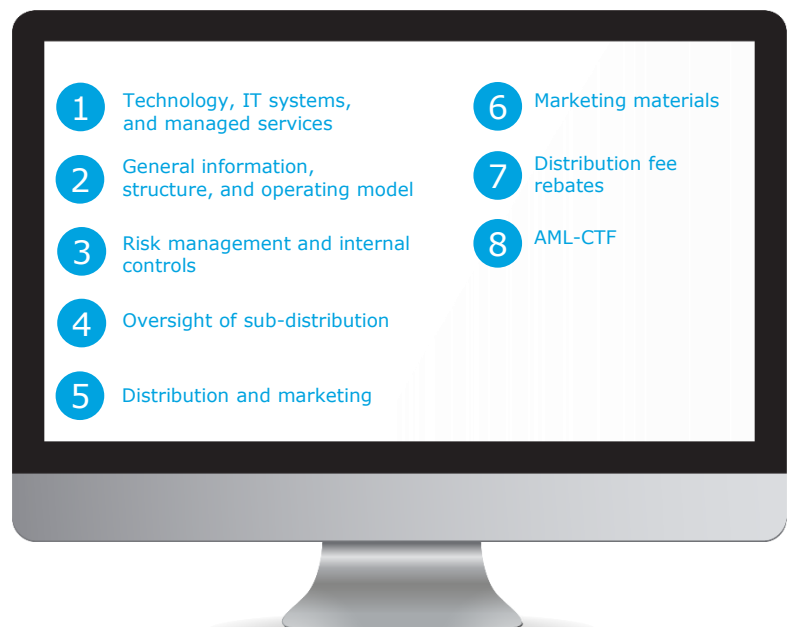 1
Technology, IT systems,
and managed services
2
General information,
structure, and operating model
3
Risk management and internal
controls
4
Oversight of sub-distribution
5
Distribution and marketing
6
Marketing materials
7
Distribution fee
rebates
8
AML-CTF